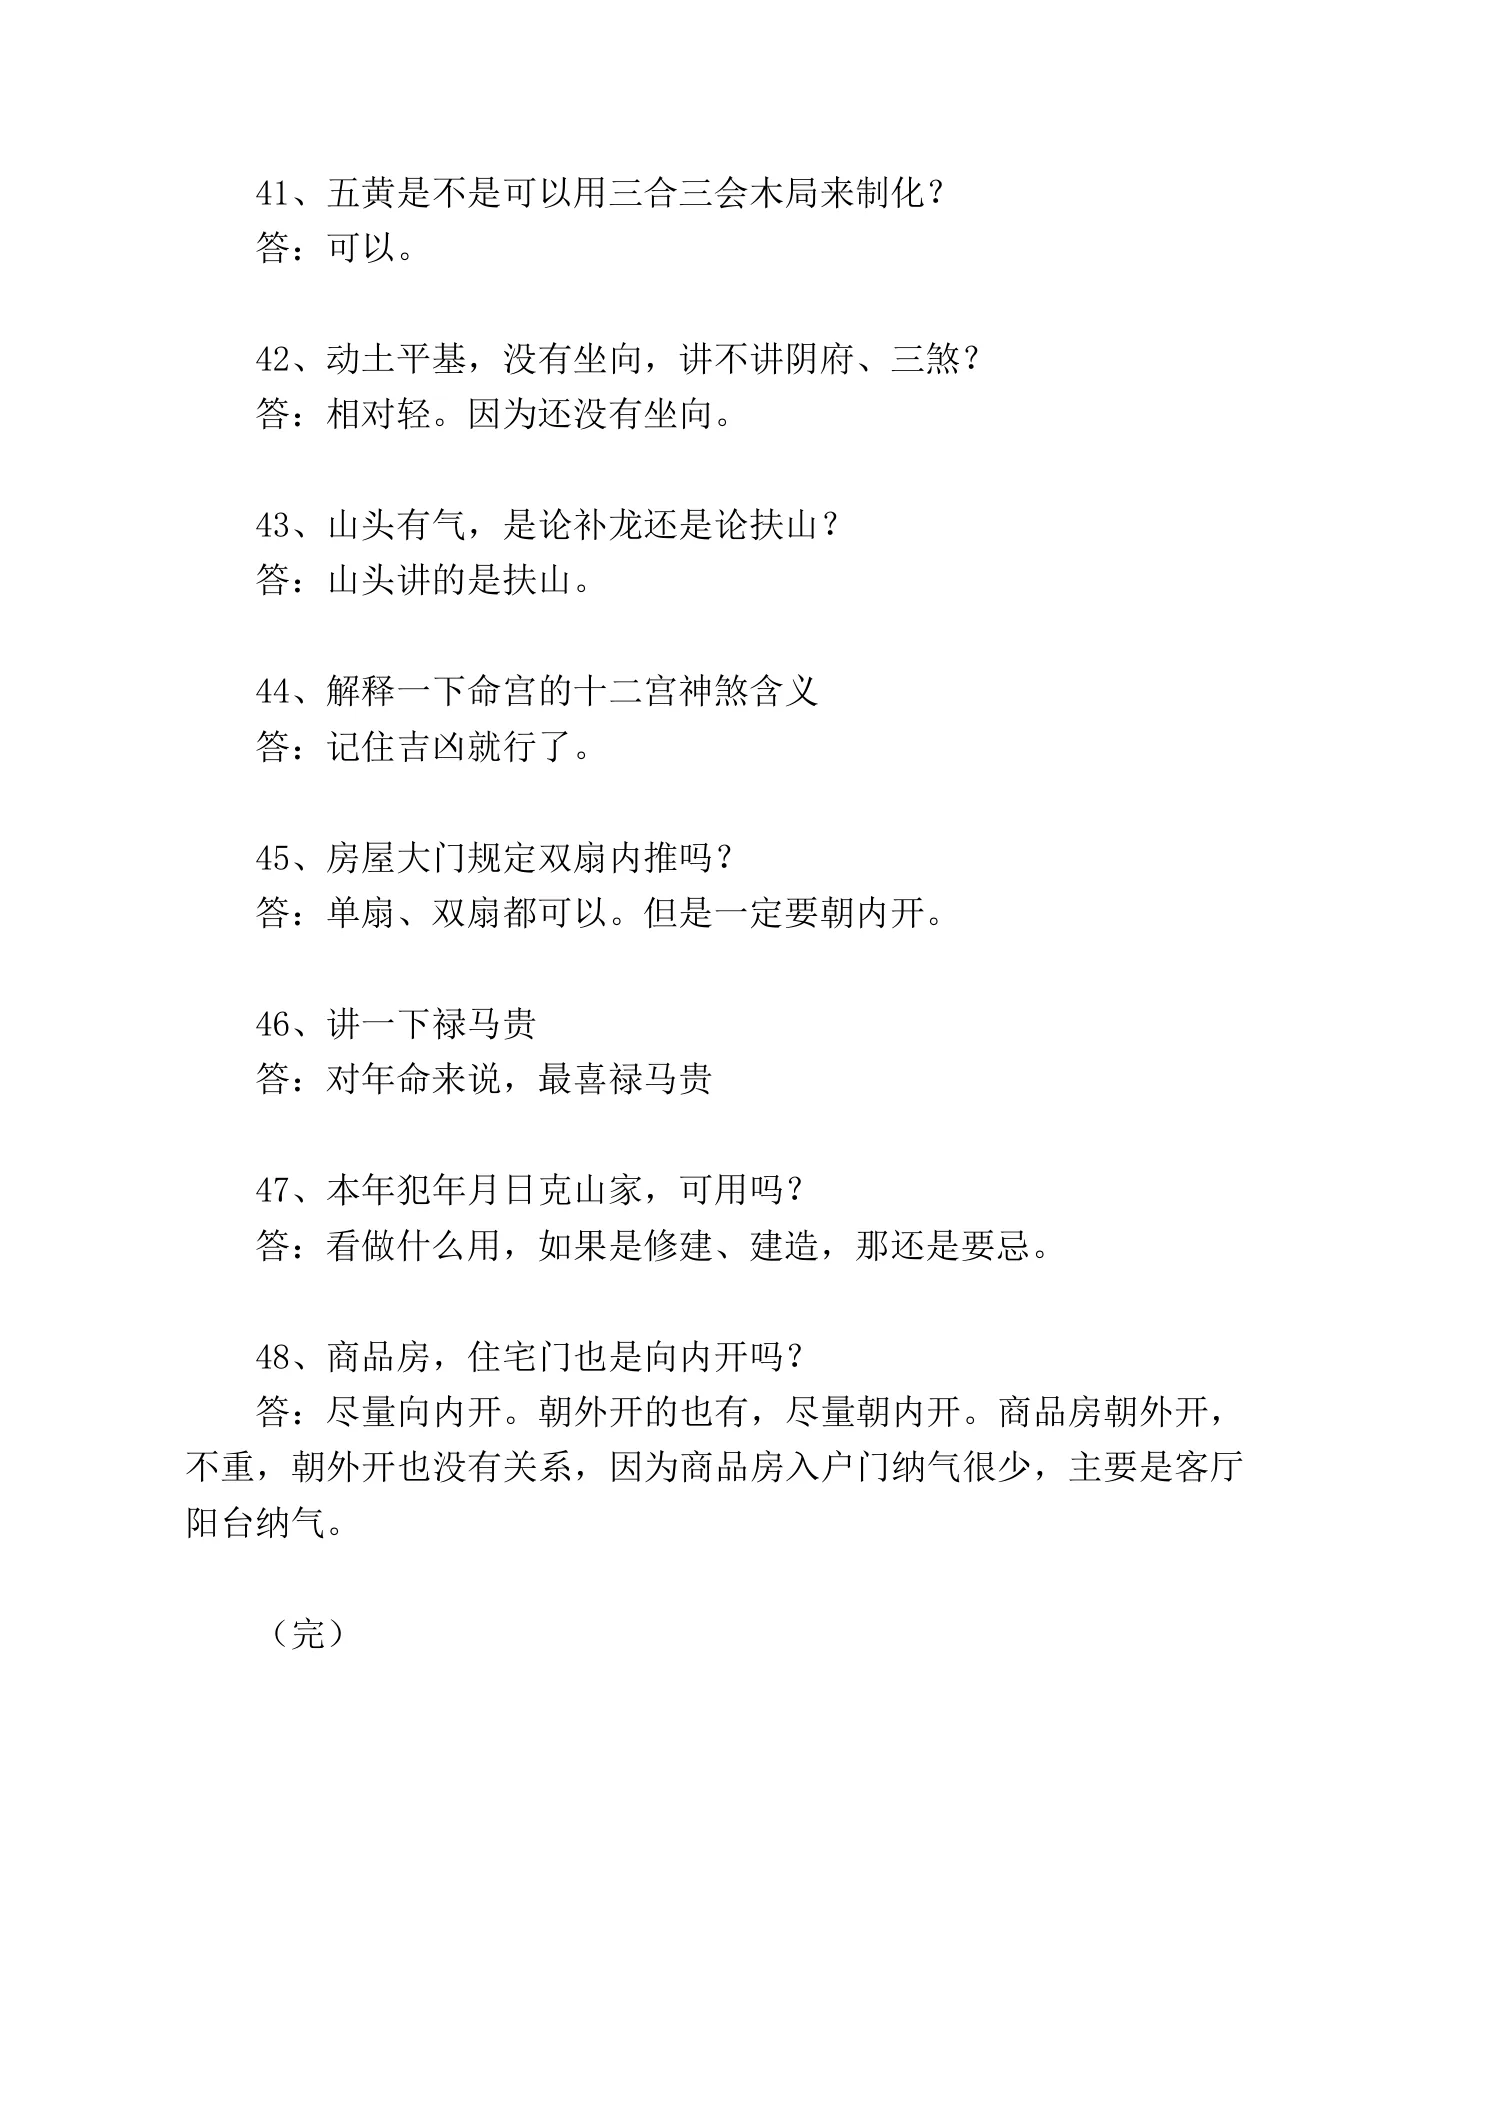 41、五黄是不是可以用三合三会木局来制化？
答：可以。
42、动土平基，没有坐向，讲不讲阴府、三煞？
答：相对轻。因为还没有坐向。
43、山头有气，是论补龙还是论扶山？
答：山头讲的是扶山。
44、解释一下命宫的十二宫神煞含义
答：记住吉凶就行了。
45、房屋大门规定双扇内推吗？
答：单扇、双扇都可以。但是一定要朝内开。
46、讲一下禄马贵
答：对年命来说，最喜禄马贵
47、本年犯年月日克山家，可用吗？
答：看做什么用，如果是修建、建造，那还是要忌。
48、商品房，住宅门也是向内开吗？
答：尽量向内开。朝外开的也有，尽量朝内开。商品房朝外开，
不重，朝外开也没有关系，因为商品房入户门纳气很少，主要是客厅
阳台纳气。
（完）